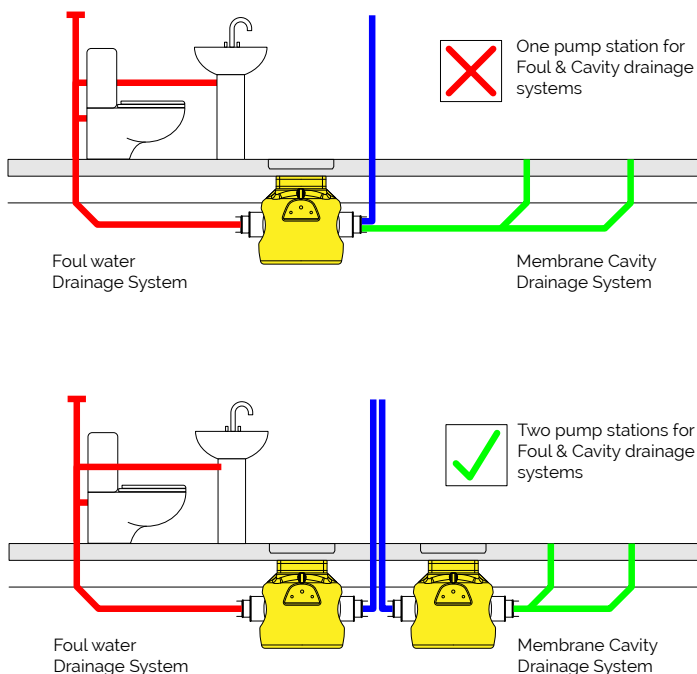 One pump station for
Foul & Cavity drainage
systems
Foul water
Drainage System
Membrane Cavity
Drainage System
Two pump stations for
Foul & Cavity drainage
systems
Foul water
Drainage System
Membrane Cavity
Drainage System